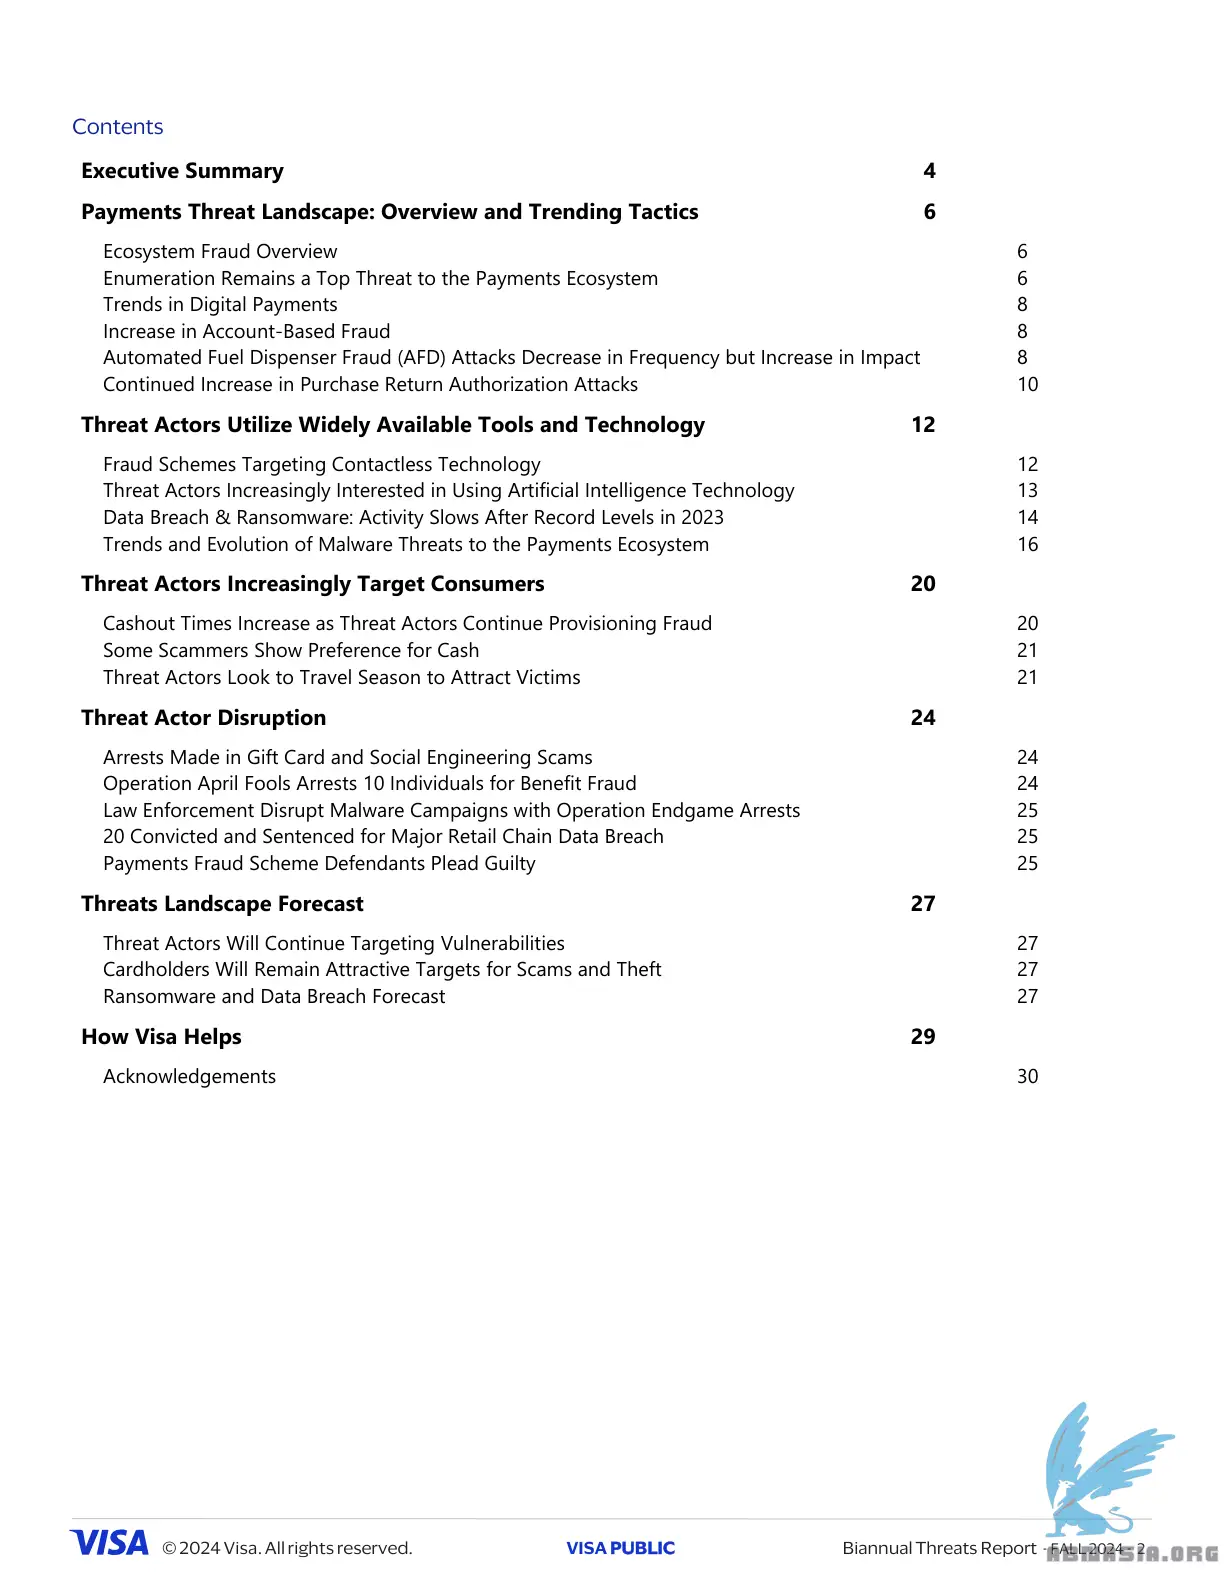 Contents
Executive Summary 4
Payments Threat Landscape: Overview and Trending Tactics 6
Ecosystem Fraud Overview 6
Enumeration Remains a Top Threat to the Payments Ecosystem 6
Trends in Digital Payments 8
Increase in Account-Based Fraud 8
Automated Fuel Dispenser Fraud (AFD) Attacks Decrease in Frequency but Increase in Impact 8
Continued Increase in Purchase Return Authorization Attacks 10
Threat Actors Utilize Widely Available Tools and Technology 12
Fraud Schemes Targeting Contactless Technology 12
Threat Actors Increasingly Interested in Using Artificial Intelligence Technology 13
Data Breach & Ransomware: Activity Slows After Record Levels in 2023 14
Trends and Evolution of Malware Threats to the Payments Ecosystem 16
Threat Actors Increasingly Target Consumers 20
Cashout Times Increase as Threat Actors Continue Provisioning Fraud 20
Some Scammers Show Preference for Cash 21
Threat Actors Look to Travel Season to Attract Victims 21
Threat Actor Disruption 24
Arrests Made in Gift Card and Social Engineering Scams 24
Operation April Fools Arrests 10 Individuals for Benefit Fraud 24
Law Enforcement Disrupt Malware Campaigns with Operation Endgame Arrests 25
20 Convicted and Sentenced for Major Retail Chain Data Breach 25
Payments Fraud Scheme Defendants Plead Guilty 25
Threats Landscape Forecast 27
Threat Actors Will Continue Targeting Vulnerabilities 27
Cardholders Will Remain Attractive Targets for Scams and Theft 27
Ransomware and Data Breach Forecast 27
How Visa Helps 29
Acknowledgements 30
VISA © 2024 Visa. All rights reserved. VISA PUBLIC Biannual Threats Report - FALL 2024 2